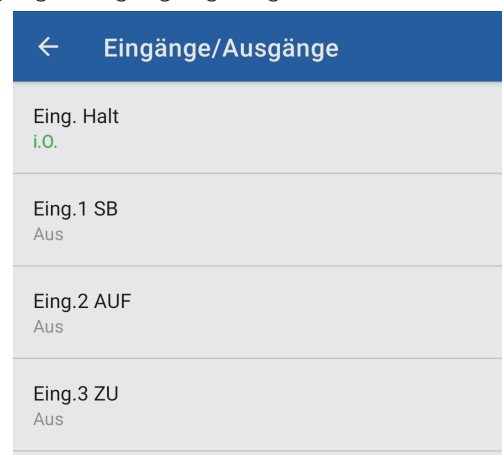 Eingänge/Ausgänge
Eing. Halt
i.O.
Eing.1 SB
Aus
Eing.2 AUF
Aus
Eing.3 ZU
Aus